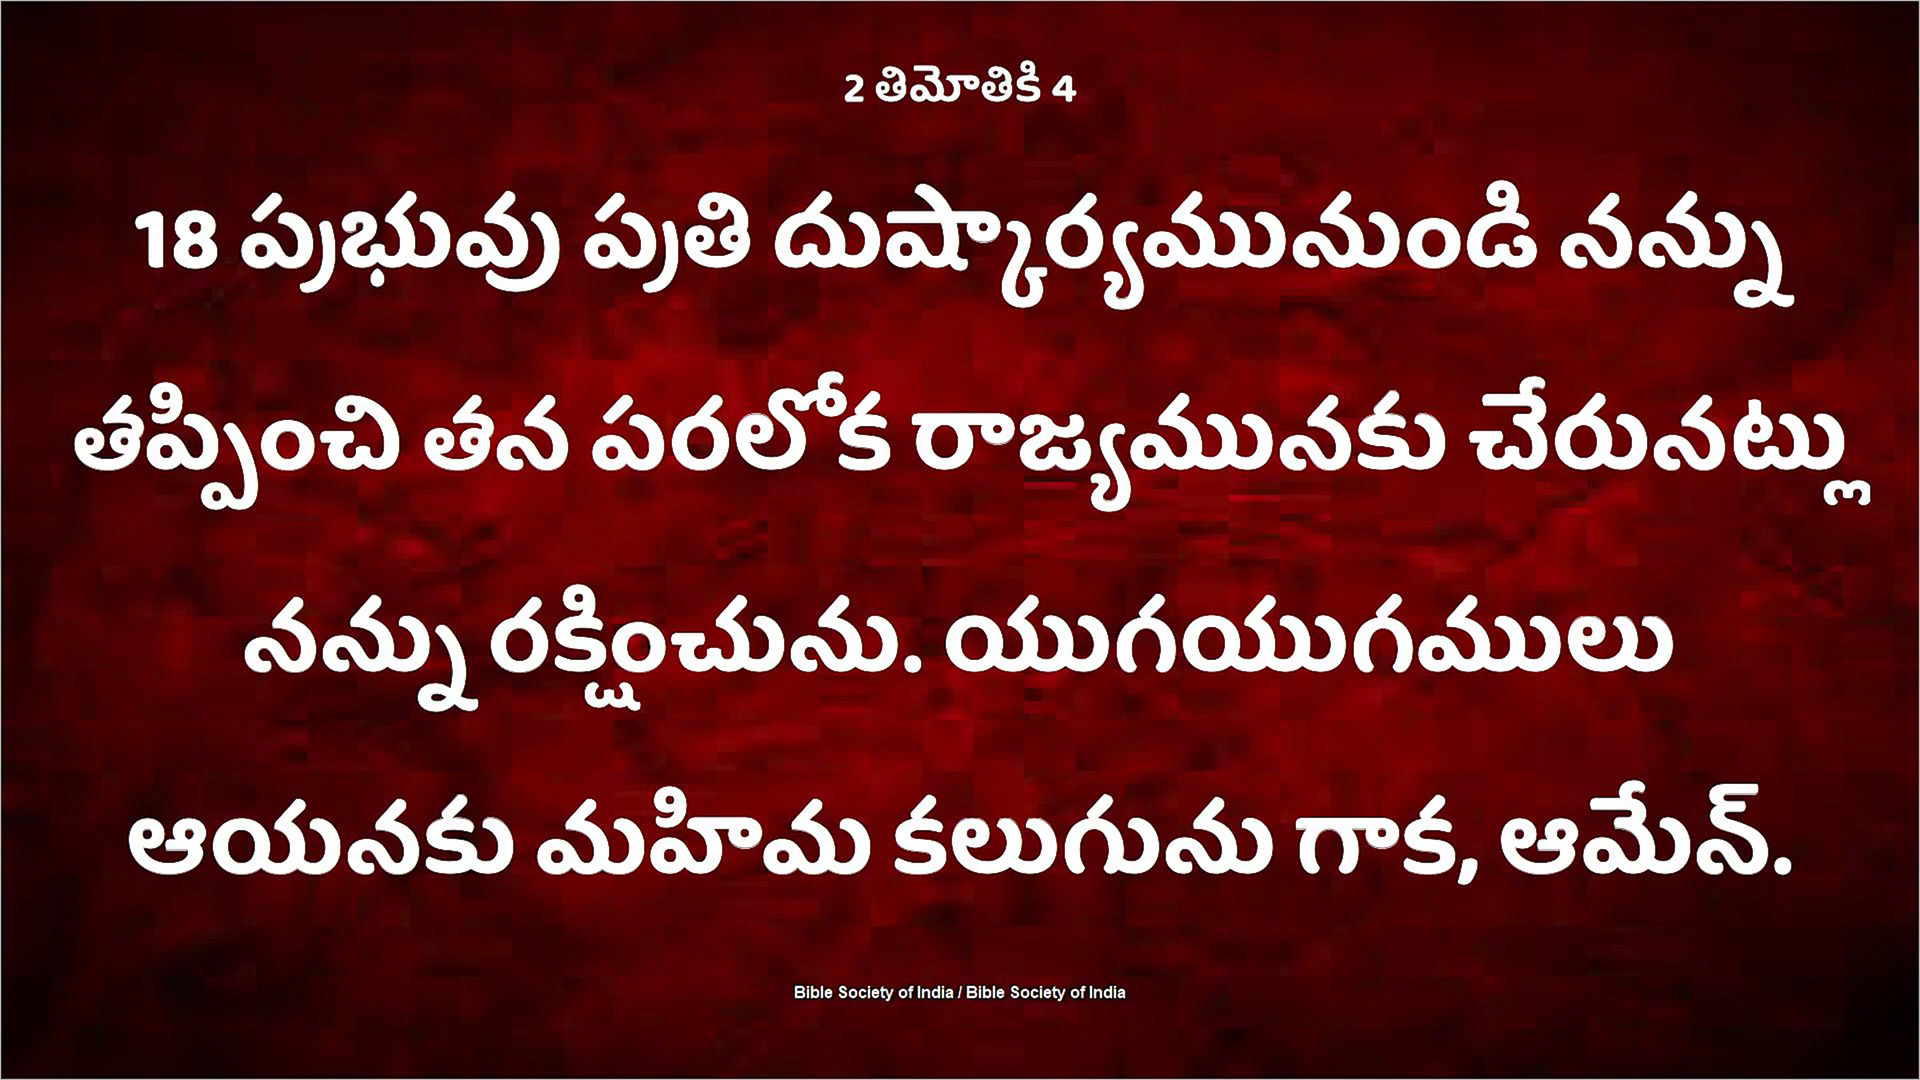 2 తిమోతికి 4
18 ప్రభువు ప్రతి దుష్కార్యమునుండి నన్ను
తప్పించి తన పరలోక రాజ్యమునకు చేరునట్లు
నన్ను రక్షించును. యుగయుగములు
ఆయనకు మహిమ కలుగును గాక, ఆమేన్.
Bible Society of India / Bible Society of India